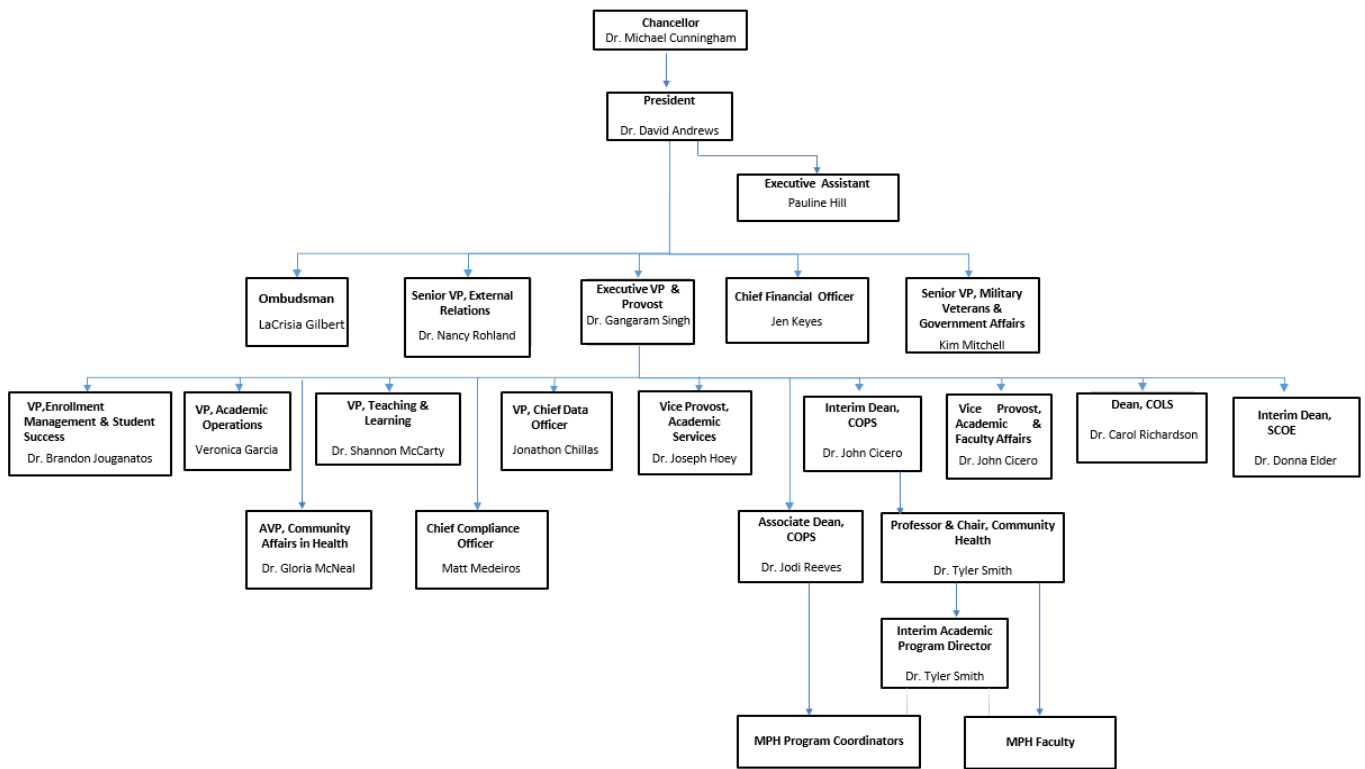 Chancellor
Dr. Michael Cunningham
President
Dr. David Andrews
Executive Assistant
Pauline Hill
Ombudsman
LaCrisia Gilbert
Senior VP, External
Relations
Dr. Nancy Rohland
Executive VP &
Provost
Dr. Gangaram Singh
Chief Financial Officer
Jen Keyes
Senior VP, Military
Veterans &
Government Affairs
Kim Mitchell
VP,Enrollment
Management & Student
Success
Dr. Brandon Jouganatos
VP, Academic
Operations
Veronica Garcia
VP, Teaching &
Learning
Dr. Shannon McCarty
VP, Chief Data
Officer
Jonathon Chillas
Vice Provost,
Academic
Services
Dr. Joseph Hoey
Interim Dean,
COPS
Dr. John Cicero
Vice Provost,
Academic &
Faculty Affairs
Dr. John Cicero
Dean, COLS
Dr. Carol Richardson
Interim Dean,
SCOE
Dr. Donna Elder
AVP, Community
Affairs in Health
Dr. Gloria McNeal
Chief Compliance
Officer
Matt Medeiros
Associate Dean,
COPS
Dr. Jodi Reeves
Professor & Chair, Community
Health
Dr. Tyler Smith
Interim Academic
Program Director
Dr. Tyler Smith
MPH Program Coordinators
MPH Faculty